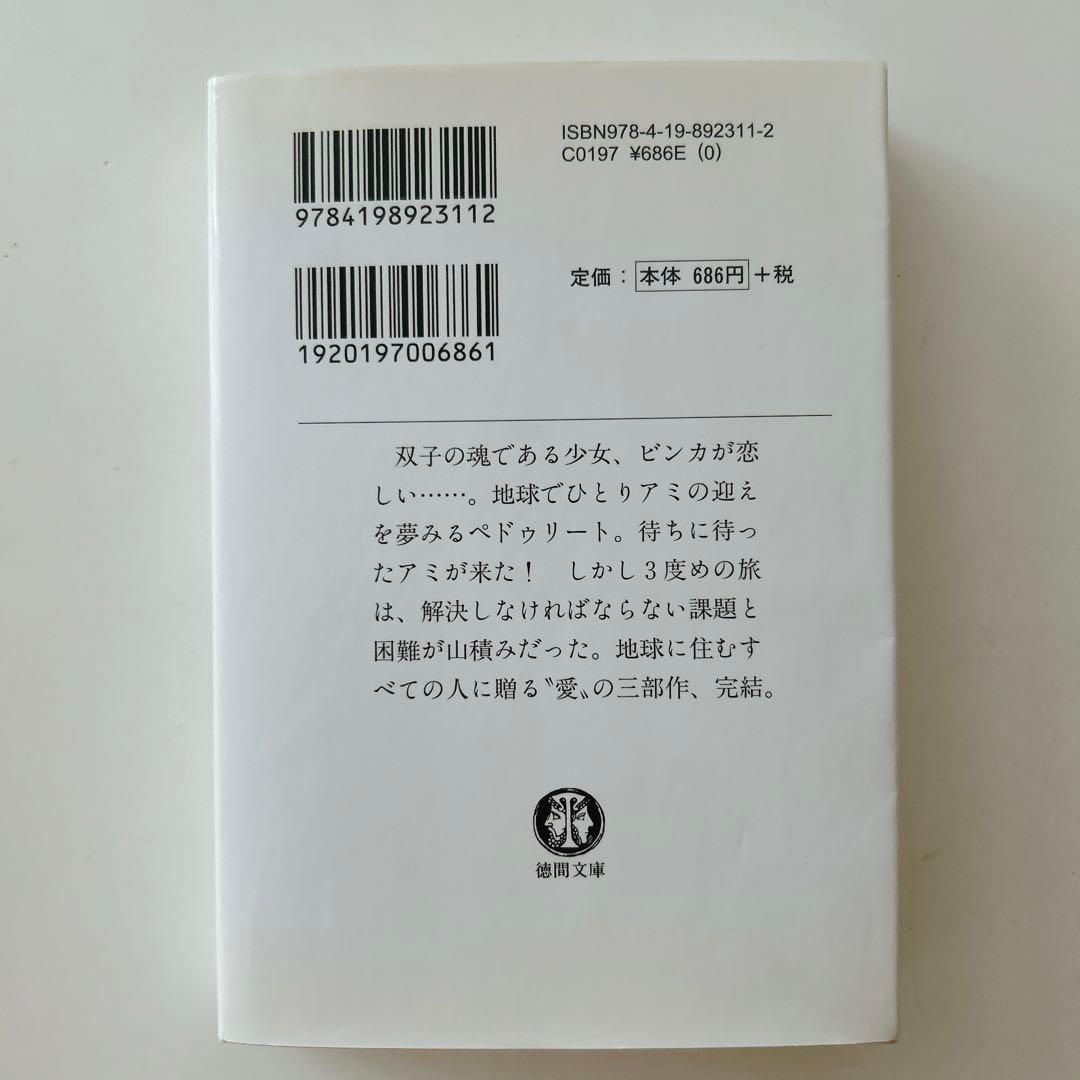 ISBN978-4-19-892311-2
C0197 ¥686E (0)
9784198923112
定価：本体 686円+税
1920197006861
双子の魂である少女、ビンカが恋
しい……。地球でひとりアミの迎え
を夢みるペドゥリート。待ちに待っ
たアミが来た！　しかし3度めの旅
は、解決しなければならない課題と
困難が山積みだった。地球に住むす
べての人に贈る〝愛〟の三部作、完結。
徳間文庫